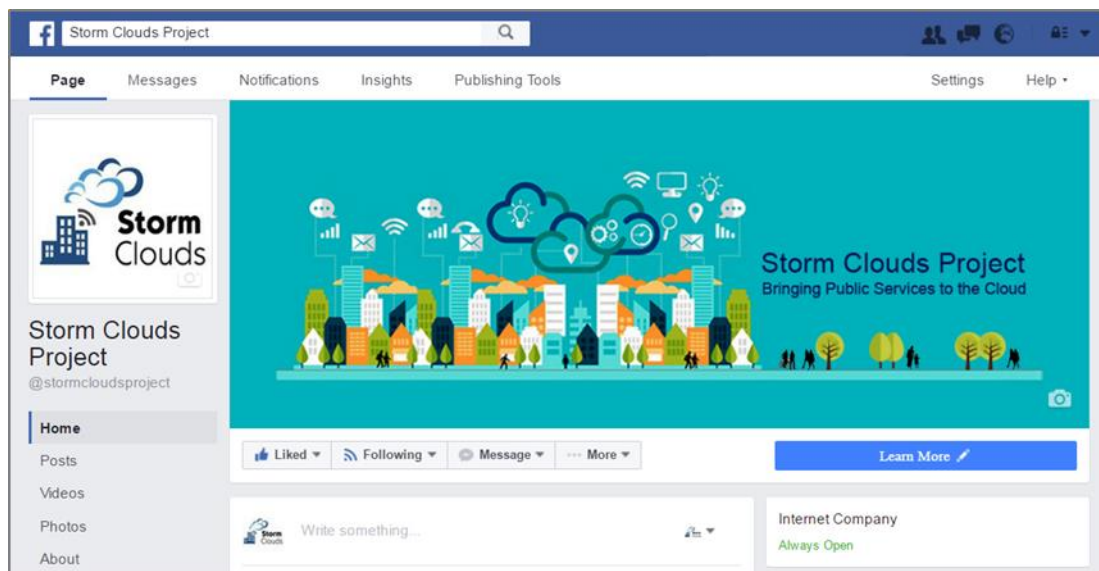 Storm Clouds Project
Page Messages Notifications Insights Publishing Tools Settings Help
Storm
Clouds
Storm Clouds Project
Bringing Public Services to the Cloud
Storm Clouds
Project
@stormcloudsproject
Home
Posts
Videos
Photos
About
Liked Following Message More
Learn More
Storm
Clouds
Write something...
Internet Company
Always Open